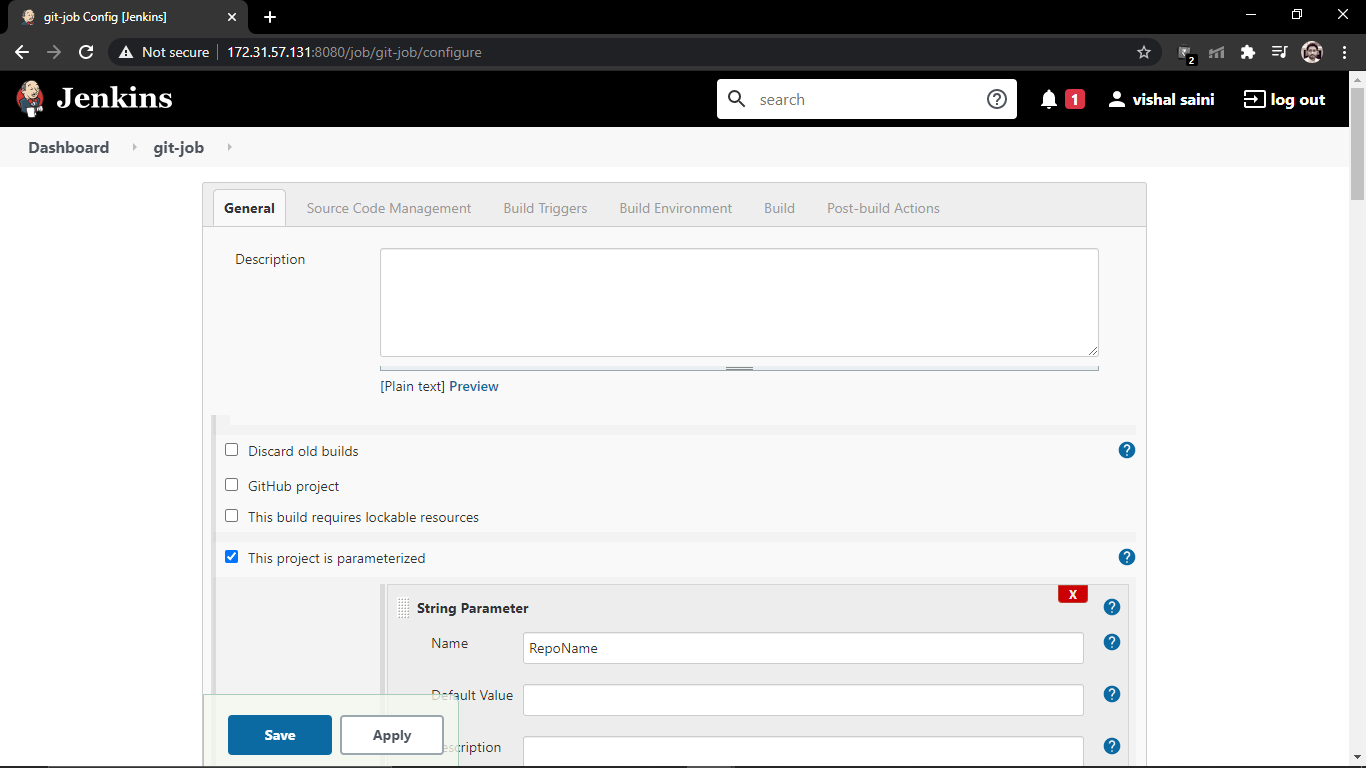 git-job Config [Jenkins]
Not secure 172.31.57.131:8080/job/git-job/configure
2
Jenkins
search
1
vishal saini
log out
Dashboard
git-job
General Source Code Management Build Triggers Build Environment Build Post-build Actions
Description
[Plain text] Preview
Discard old builds
GitHub project
This build requires lockable resources
This project is parameterized
X
String Parameter
Name RepoName
Default Value
Description
Save Apply